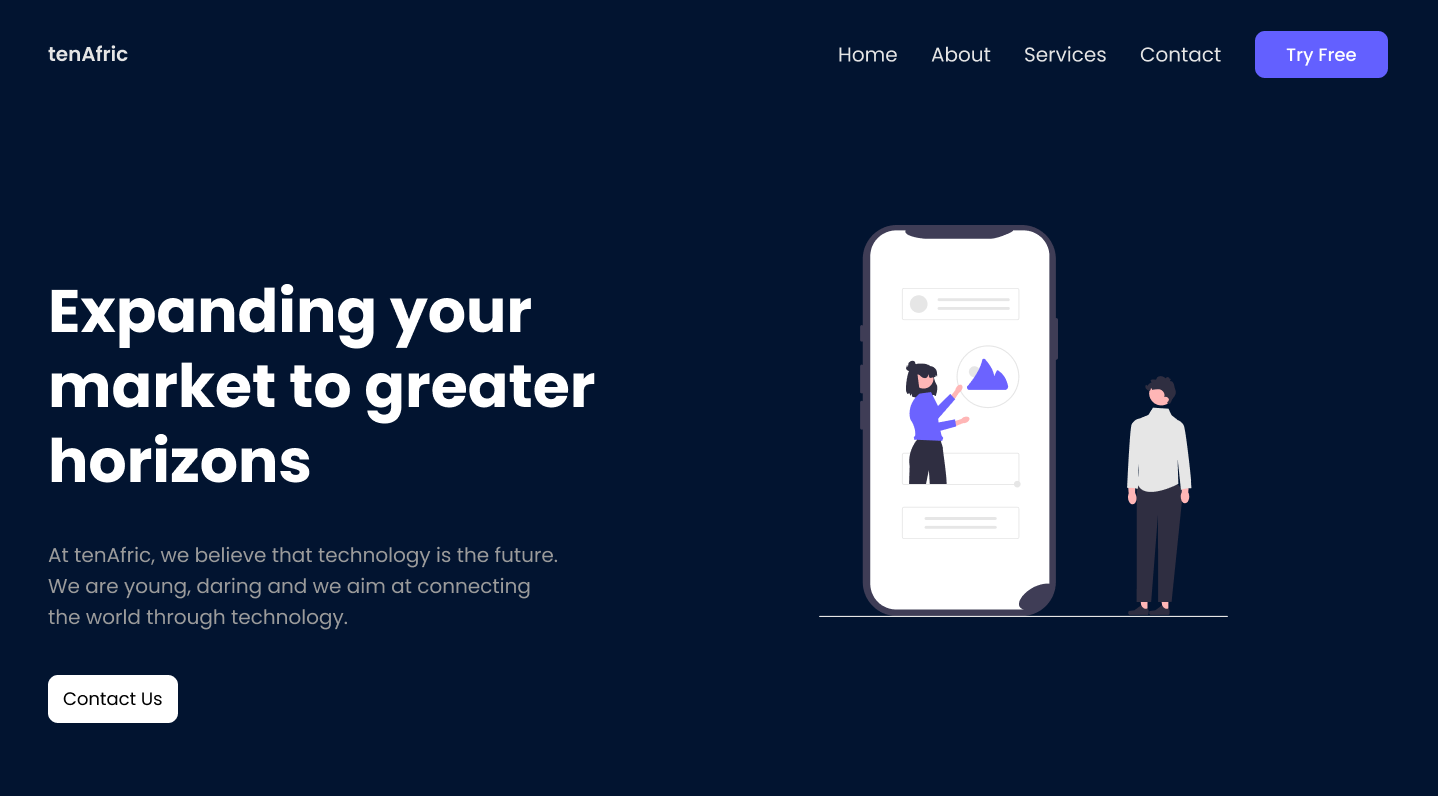 tenAfric
Home About Services Contact Try Free
Expanding your
market to greater
horizons
At tenAfric, we believe that technology is the future.
We are young, daring and we aim at connecting
the world through technology.
Contact Us